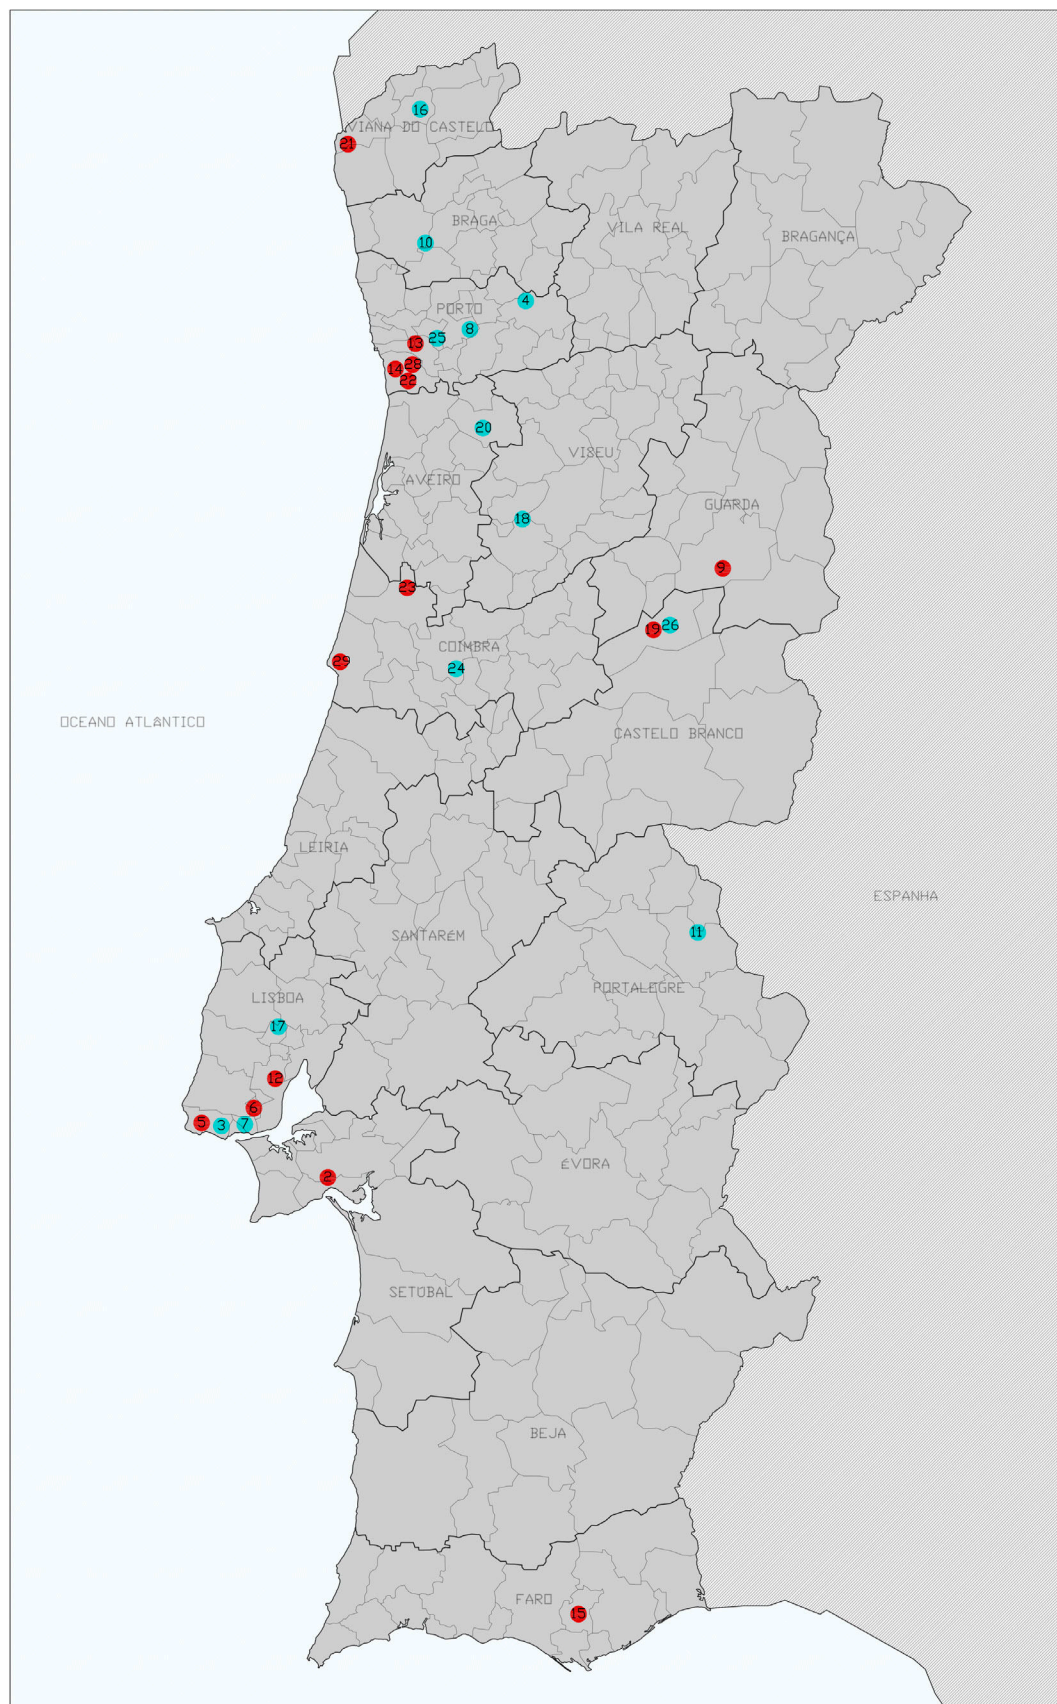 16
VIANA DO CASTELO
21
BRAGA
VILA REAL
BRAGANÇA
10
4
PORTO
8
25
13
28
14
22
20
VISEU
AVEIRO
GUARDA
18
9
23
26
19
COIMBRA
29
24
OCEANO ATLÂNTICO
CASTELO BRANCO
LEIRIA
ESPANHA
11
SANTARÉM
PORTALEGRE
LISBOA
17
12
6
5
3
7
ÉVORA
2
SETÚBAL
BEJA
FARO
15